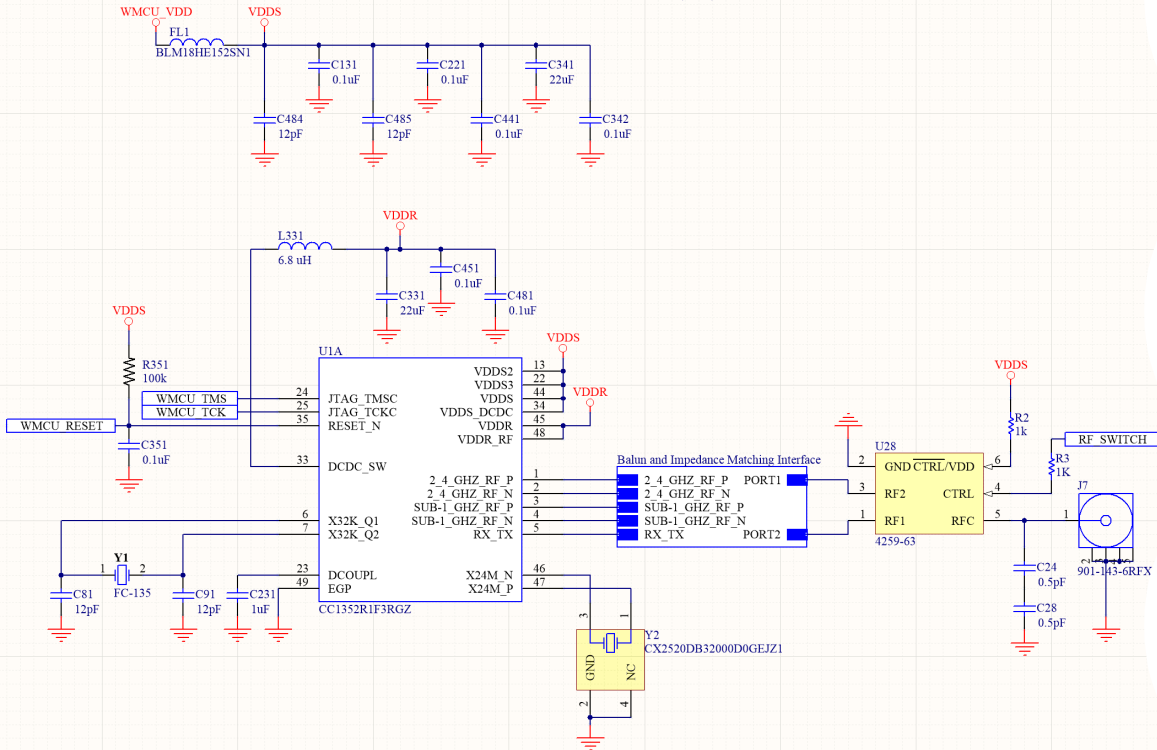 WMCU_VDD VDDS
FL1
BLM18HE152SN1
C131
0.1uF
C221
0.1uF
C341
22uF
C484
12pF
C485
12pF
C441
0.1uF
C342
0.1uF
VDDR
L331
6.8 uH
C451
0.1uF
C331
22uF
C481
0.1uF
VDDS
R351
100k
WMCU_TMS
WMCU_TCK
WMCU_RESET
C351
0.1uF
U1A
24 JTAG_TMSC
25 JTAG_TCKC
35 RESET_N
33 DCDC_SW
6 X32K_Q1
7 X32K_Q2
23 DCOUPL
49 EGP
VDDS2 13
VDDS3 22
VDDS 44
VDDS_DCDC 34
VDDR 45
VDDR_RF 48
2_4_GHZ_RF_P 1
2_4_GHZ_RF_N 2
SUB-1_GHZ_RF_P 3
SUB-1_GHZ_RF_N 4
RX_TX 5
X24M_N 46
X24M_P 47
CC1352R1F3RGZ
VDDS
VDDR
Y1
1 2
FC-135
C81
12pF
C91
12pF
C231
1uF
Balun and Impedance Matching Interface
2_4_GHZ_RF_P PORT1
2_4_GHZ_RF_N
SUB-1_GHZ_RF_P
SUB-1_GHZ_RF_N
RX_TX PORT2
3 1
Y2
CX2520DB32000D0GEJZ1
GND NC
2 4
U28
2 GND CTRL/VDD 6
3 RF2 CTRL 4
1 RF1 RFC 5
4259-63
VDDS
R2
1k
RF_SWITCH
R3
1K
J7
1
901-143-6RFX
C24
0.5pF
C28
0.5pF